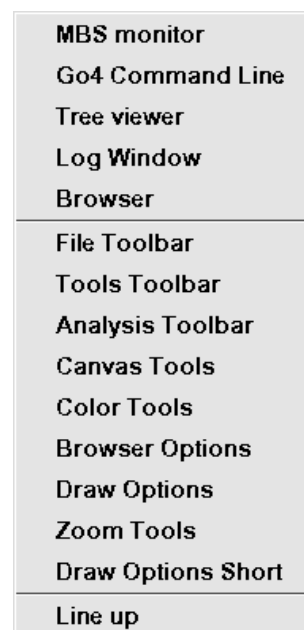 MBS monitor
Go4 Command Line
Tree viewer
Log Window
Browser
File Toolbar
Tools Toolbar
Analysis Toolbar
Canvas Tools
Color Tools
Browser Options
Draw Options
Zoom Tools
Draw Options Short
Line up